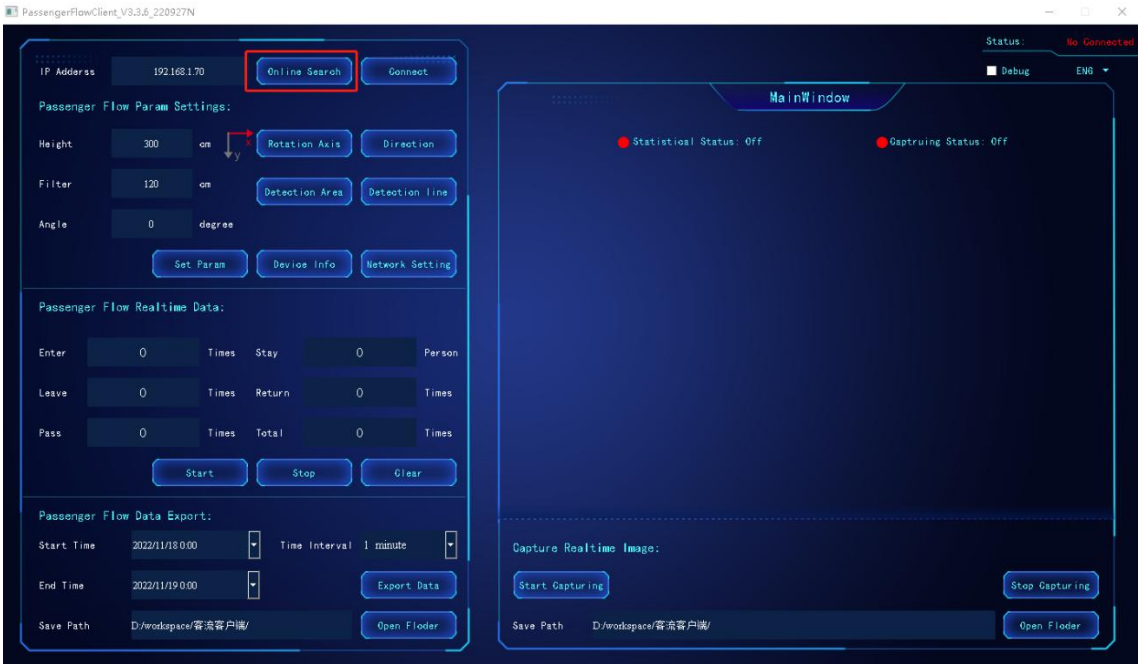 PassengerFlowClient_V3.3.6_220927N
Status: No Connected
IP Adderss 192.168.1.70 Online Search Connect
Debug ENG
Passenger Flow Param Settings:
MainWindow
Height 300 cm x y Rotation Axis Direction
Statistical Status: Off Captruing Status: Off
Filter 120 cm Detection Area Detection line
Angle 0 degree
Set Param Device Info Network Setting
Passenger Flow Realtime Data:
Enter 0 Times Stay 0 Person
Leave 0 Times Return 0 Times
Pass 0 Times Total 0 Times
Start Stop Clear
Passenger Flow Data Export:
Start Time 2022/11/18 0:00 Time Interval 1 minute
End Time 2022/11/19 0:00 Export Data
Save Path D:/workspace/客流客户端/ Open Floder
Capture Realtime Image:
Start Capturing Stop Capturing
Save Path D:/workspace/客流客户端/ Open Floder